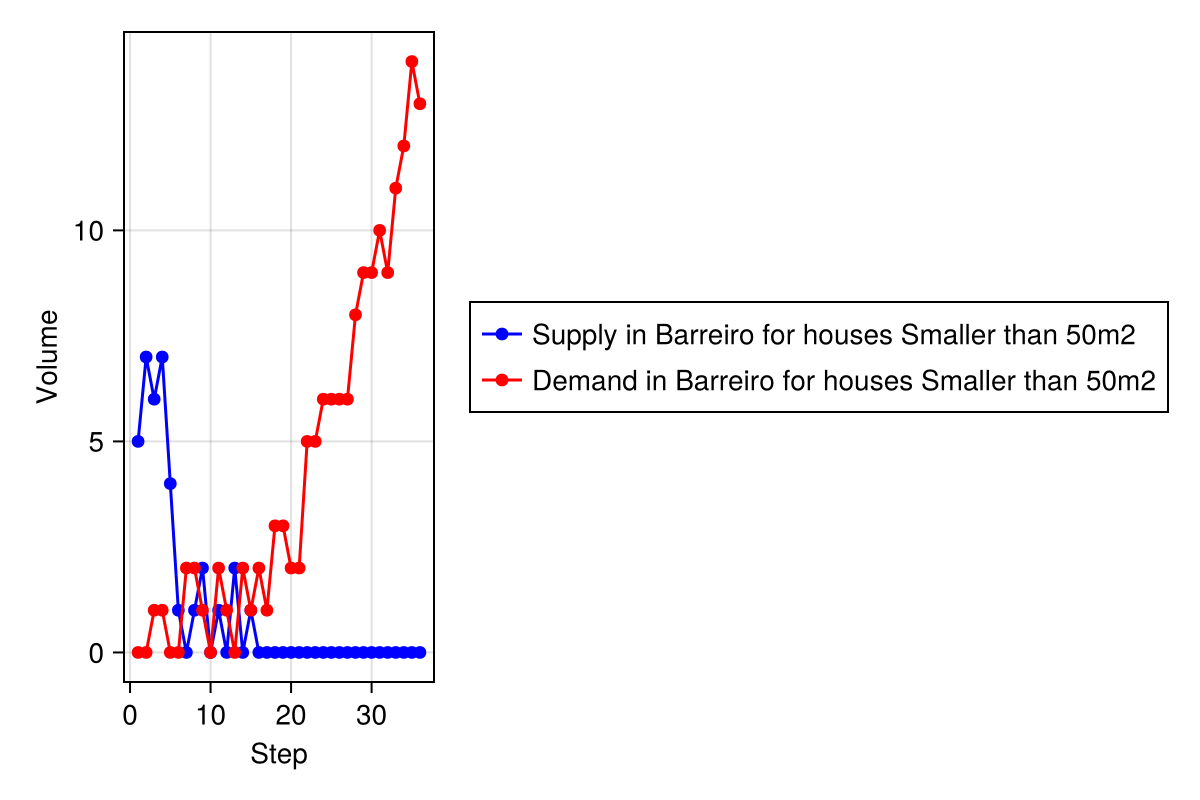 Volume
10
5
0
0 10 20 30
Step
Supply in Barreiro for houses Smaller than 50m2
Demand in Barreiro for houses Smaller than 50m2